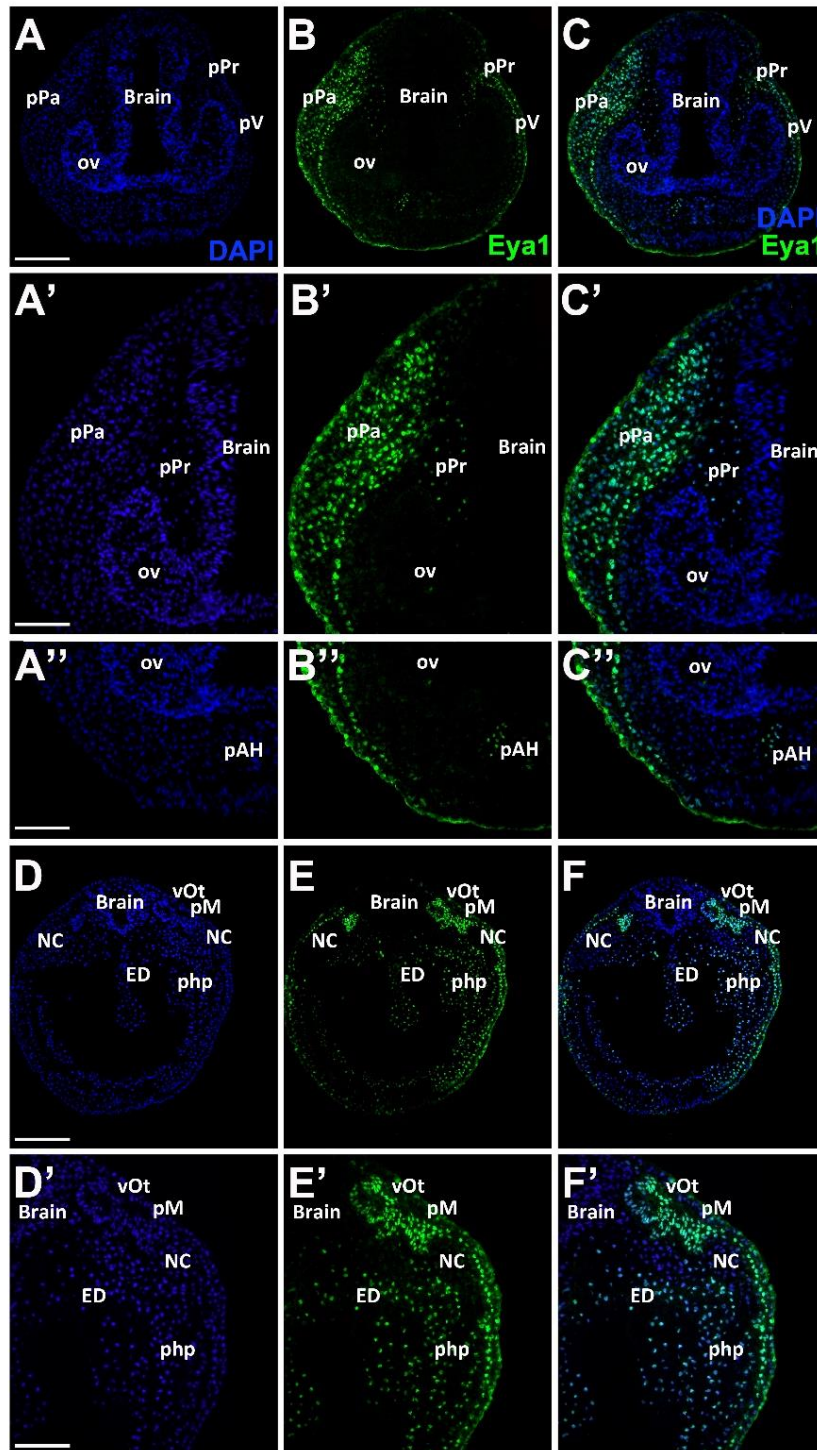 A B C
pPr pPr pPr
pPa Brain pPa Brain pPa Brain
pV pV pV
ov ov ov
DAPI Eya1 DAPI
Eya1
A’ B’ C’
pPa pPa pPa
Brain Brain Brain
pPr pPr pPr
ov ov ov
A’’ B’’ C’’
ov ov ov
pAH pAH pAH
D E F
vOt vOt vOt
Brain pM Brain pM Brain pM
NC NC NC NC NC NC
ED ED ED
php php php
D’ E’ F’
vOt vOt vOt
Brain pM Brain pM Brain pM
NC NC NC
ED ED ED
php php php